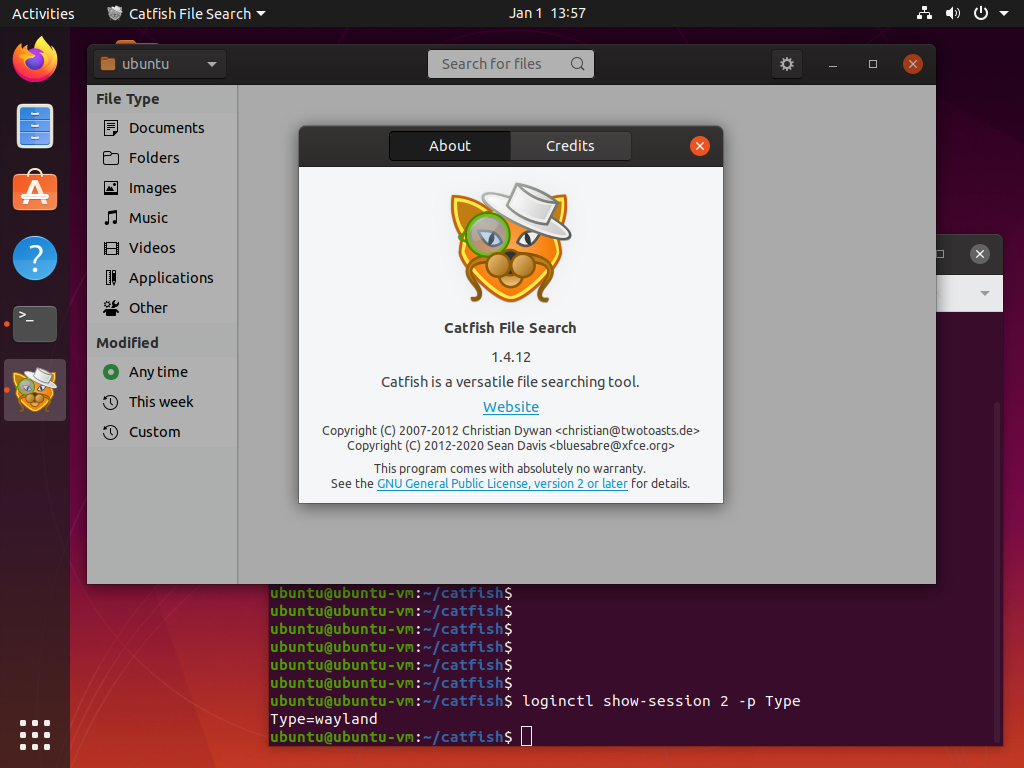 Activities
Catfish File Search
Jan 1 13:57
ubuntu
Search for files
File Type
Documents
Folders
Images
Music
Videos
Applications
Other
Modified
Any time
This week
Custom
About
Credits
Catfish File Search
1.4.12
Catfish is a versatile file searching tool.
Website
Copyright (C) 2007-2012 Christian Dywan <christian@twotoasts.de>
Copyright (C) 2012-2020 Sean Davis <bluesabre@xfce.org>
This program comes with absolutely no warranty.
See the GNU General Public License, version 2 or later for details.
ubuntu@ubuntu-vm:~/catfish$
ubuntu@ubuntu-vm:~/catfish$
ubuntu@ubuntu-vm:~/catfish$
ubuntu@ubuntu-vm:~/catfish$
ubuntu@ubuntu-vm:~/catfish$
ubuntu@ubuntu-vm:~/catfish$
ubuntu@ubuntu-vm:~/catfish$ loginctl show-session 2 -p Type
Type=wayland
ubuntu@ubuntu-vm:~/catfish$